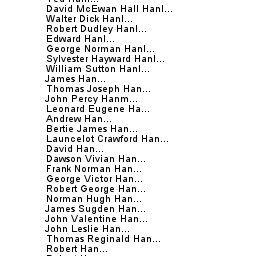 David McEwan Hall Hanl...
Walter Dick Hanl...
Robert Dudley Hanl...
Edward Hanl...
George Norman Hanl...
Sylvester Hayward Hanl...
William Sutton Hanl...
James Han...
Thomas Joseph Han...
John Percy Hanm...
Leonard Eugene Ha...
Andrew Han...
Bertie James Han...
Launcelot Crawford Han...
David Han...
Dawson Vivian Han...
Frank Norman Han...
George Victor Han...
Robert George Han...
Norman Hugh Han...
James Sugden Han...
John Valentine Han...
John Leslie Han...
Thomas Reginald Han...
Robert Han...